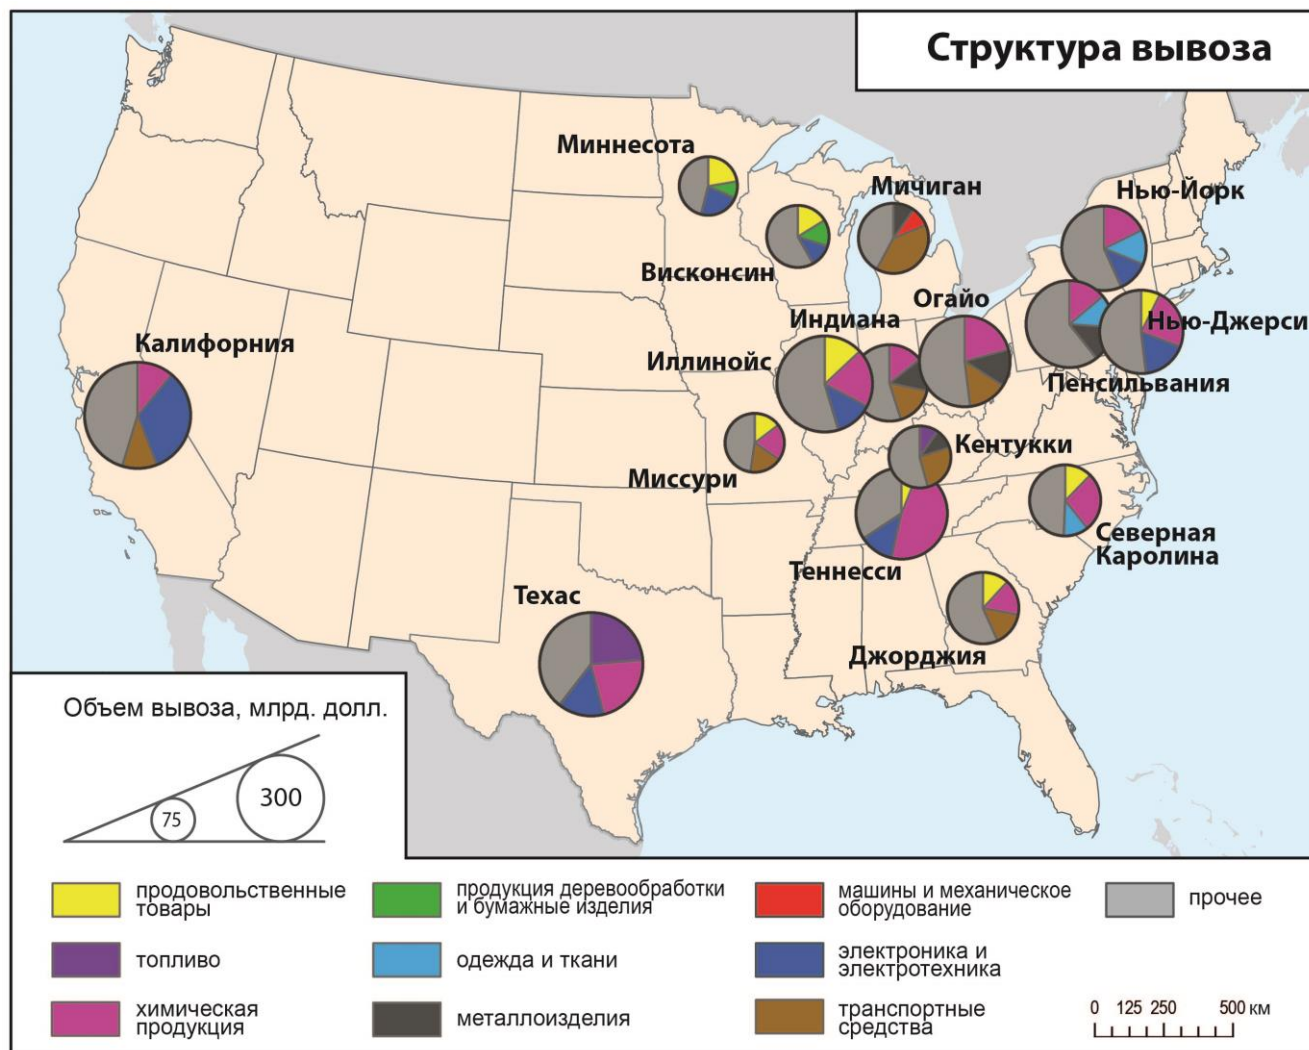 Структура вывоза
Миннесота
Мичиган
Нью-Йорк
Висконсин
Огайо
Индиана
Нью-Джерси
Калифорния
Иллинойс
Пенсильвания
Кентукки
Миссури
Северная
Каролина
Теннесси
Техас
Джорджия
Объем вывоза, млрд. долл.
75
300
продовольственные
товары
топливо
химическая
продукция
продукция деревообработки
и бумажные изделия
одежда и ткани
металлоизделия
машины и механическое
оборудование
электроника и
электротехника
транспортные
средства
прочее
0 125 250 500 км